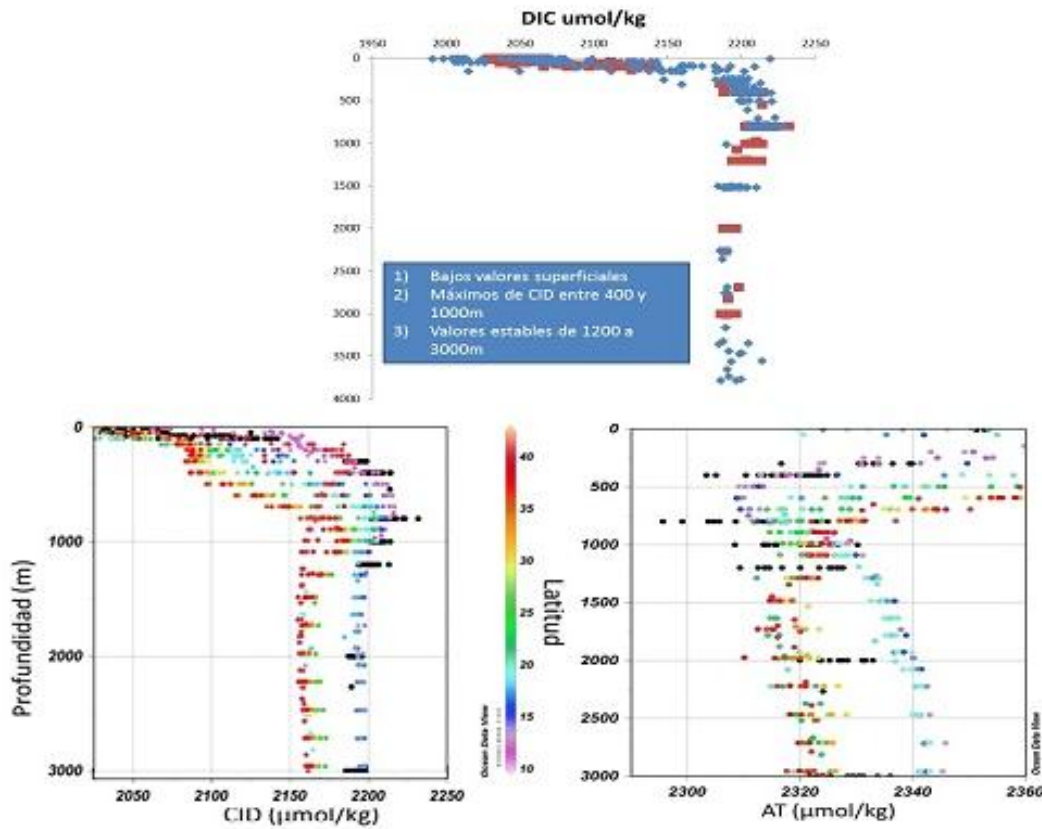 DIC umol/kg
1950 2000 2050 2100 2150 2200 2250
0
500
1000
1500
2000
2500
3000
3500
4000
1) Bajos valores superficiales
2) Máximos de CID entre 400 y
1000m
3) Valores estables de 1200 a
3000m
Profundidad (m)
0
1000
2000
3000
2050 2100 2150 2200 2250
CID (µmol/kg)
Ocean Data View
40
35
30
25
20
15
10
Latitud
0
500
1000
1500
2000
2500
3000
2300 2320 2340 2360
AT (µmol/kg)
Ocean Data View